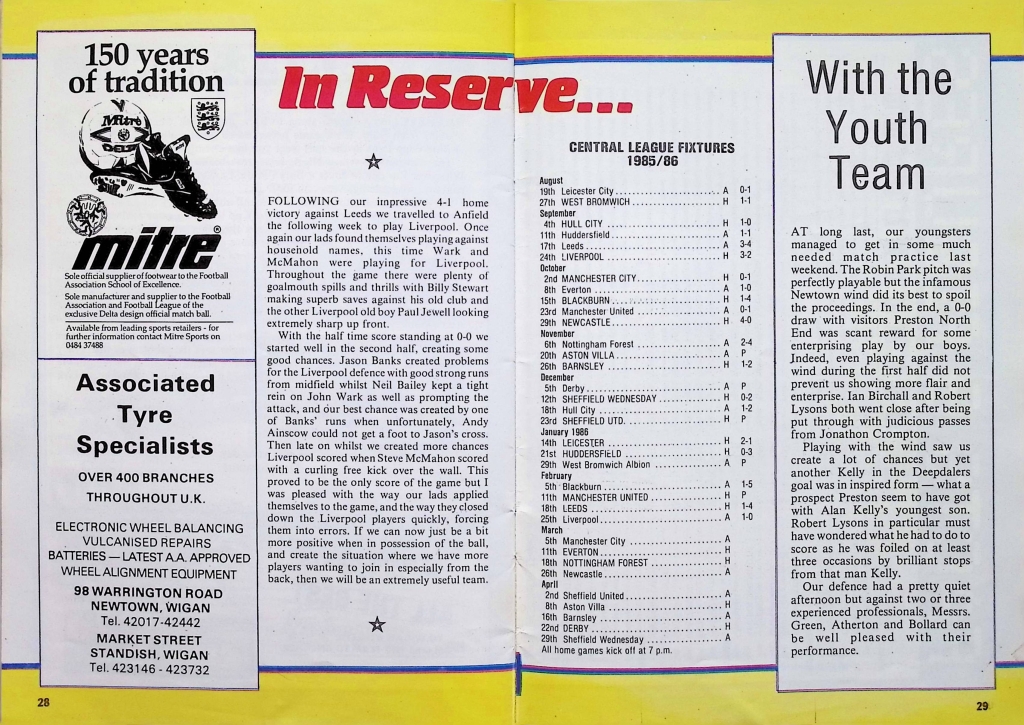 150 years
of tradition
Mitre
DELTA
mitre®
Sole official supplier of footwear to the Football
Association School of Excellence.
Sole manufacturer and supplier to the Football
Association and Football League of the
exclusive Delta design official match ball.
Available from leading sports retailers - for
further information contact Mitre Sports on
0484 37488
Associated
Tyre
Specialists
OVER 400 BRANCHES
THROUGHOUT U.K.
ELECTRONIC WHEEL BALANCING
VULCANISED REPAIRS
BATTERIES — LATEST A.A. APPROVED
WHEEL ALIGNMENT EQUIPMENT
98 WARRINGTON ROAD
NEWTOWN, WIGAN
Tel. 42017-42442
MARKET STREET
STANDISH, WIGAN
Tel. 423146 - 423732
28
In Reserve...
FOLLOWING our impressive 4-1 home
victory against Leeds we travelled to Anfield
the following week to play Liverpool. Once
again our lads found themselves playing against
household names, this time Wark and
McMahon were playing for Liverpool.
Throughout the game there were plenty of
goalmouth spills and thrills with Billy Stewart
making superb saves against his old club and
the other Liverpool old boy Paul Jewell looking
extremely sharp up front.
With the half time score standing at 0-0 we
started well in the second half, creating some
good chances. Jason Banks created problems
for the Liverpool defence with good strong runs
from midfield whilst Neil Bailey kept a tight
rein on John Wark as well as prompting the
attack, and our best chance was created by one
of Banks' runs when unfortunately, Andy
Ainscow could not get a foot to Jason's cross.
Then late on whilst we created more chances
Liverpool scored when Steve McMahon scored
with a curling free kick over the wall. This
proved to be the only score of the game but I
was pleased with the way our lads applied
themselves to the game, and the way they closed
down the Liverpool players quickly, forcing
them into errors. If we can now just be a bit
more positive when in possession of the ball,
and create the situation where we have more
players wanting to join in especially from the
back, then we will be an extremely useful team.
CENTRAL LEAGUE FIXTURES
1985/86
August
19th Leicester City ........ A 0-1
27th WEST BROMWICH ........ H 1-1
September
4th HULL CITY ........ H 1-0
11th Huddersfield ........ A 1-1
17th Leeds ........ A 3-4
24th LIVERPOOL ........ H 3-2
October
2nd MANCHESTER CITY ........ H 0-1
8th Everton ........ A 1-0
15th BLACKBURN ........ H 1-4
23rd Manchester United ........ A 0-1
29th NEWCASTLE ........ H 4-0
November
6th Nottingham Forest ........ A 2-4
20th ASTON VILLA ........ A P
26th BARNSLEY ........ H 1-2
December
5th Derby ........ A P
12th SHEFFIELD WEDNESDAY ........ H 0-2
18th Hull City ........ A 1-2
23rd SHEFFIELD UTD. ........ H P
January 1986
14th LEICESTER ........ H 2-1
21st HUDDERSFIELD ........ H 0-3
29th West Bromwich Albion ........ A P
February
5th Blackburn ........ A 1-5
11th MANCHESTER UNITED ........ H P
18th LEEDS ........ H 1-4
25th Liverpool ........ A 1-0
March
5th Manchester City ........ A
11th EVERTON ........ H
18th NOTTINGHAM FOREST ........ H
26th Newcastle ........ A
April
2nd Sheffield United ........ A
8th Aston Villa ........ H
16th Barnsley ........ A
22nd DERBY ........ H
29th Sheffield Wednesday ........ A
All home games kick off at 7 p.m.
With the
Youth
Team
AT long last, our youngsters
managed to get in some much
needed match practice last
weekend. The Robin Park pitch was
perfectly playable but the infamous
Newtown wind did its best to spoil
the proceedings. In the end, a 0-0
draw with visitors Preston North
End was scant reward for some
enterprising play by our boys.
Indeed, even playing against the
wind during the first half did not
prevent us showing more flair and
enterprise. Ian Birchall and Robert
Lysons both went close after being
put through with judicious passes
from Jonathon Crompton.
Playing with the wind saw us
create a lot of chances but yet
another Kelly in the Deepdalers
goal was in inspired form — what a
prospect Preston seem to have got
with Alan Kelly's youngest son.
Robert Lysons in particular must
have wondered what he had to do to
score as he was foiled on at least
three occasions by brilliant stops
from that man Kelly.
Our defence had a pretty quiet
afternoon but against two or three
experienced professionals, Messrs.
Green, Atherton and Bollard can
be well pleased with their
performance.
29